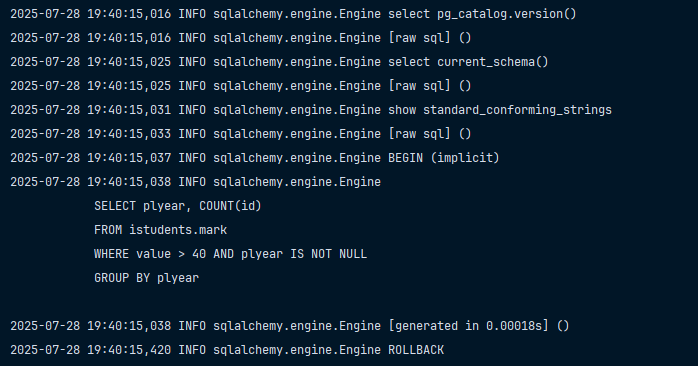 2025-07-28 19:40:15,016 INFO sqlalchemy.engine.Engine select pg_catalog.version()
2025-07-28 19:40:15,016 INFO sqlalchemy.engine.Engine [raw sql] ()
2025-07-28 19:40:15,025 INFO sqlalchemy.engine.Engine select current_schema()
2025-07-28 19:40:15,025 INFO sqlalchemy.engine.Engine [raw sql] ()
2025-07-28 19:40:15,031 INFO sqlalchemy.engine.Engine show standard_conforming_strings
2025-07-28 19:40:15,033 INFO sqlalchemy.engine.Engine [raw sql] ()
2025-07-28 19:40:15,037 INFO sqlalchemy.engine.Engine BEGIN (implicit)
2025-07-28 19:40:15,038 INFO sqlalchemy.engine.Engine
SELECT plyear, COUNT(id)
FROM istudents.mark
WHERE value > 40 AND plyear IS NOT NULL
GROUP BY plyear
2025-07-28 19:40:15,038 INFO sqlalchemy.engine.Engine [generated in 0.00018s] ()
2025-07-28 19:40:15,420 INFO sqlalchemy.engine.Engine ROLLBACK